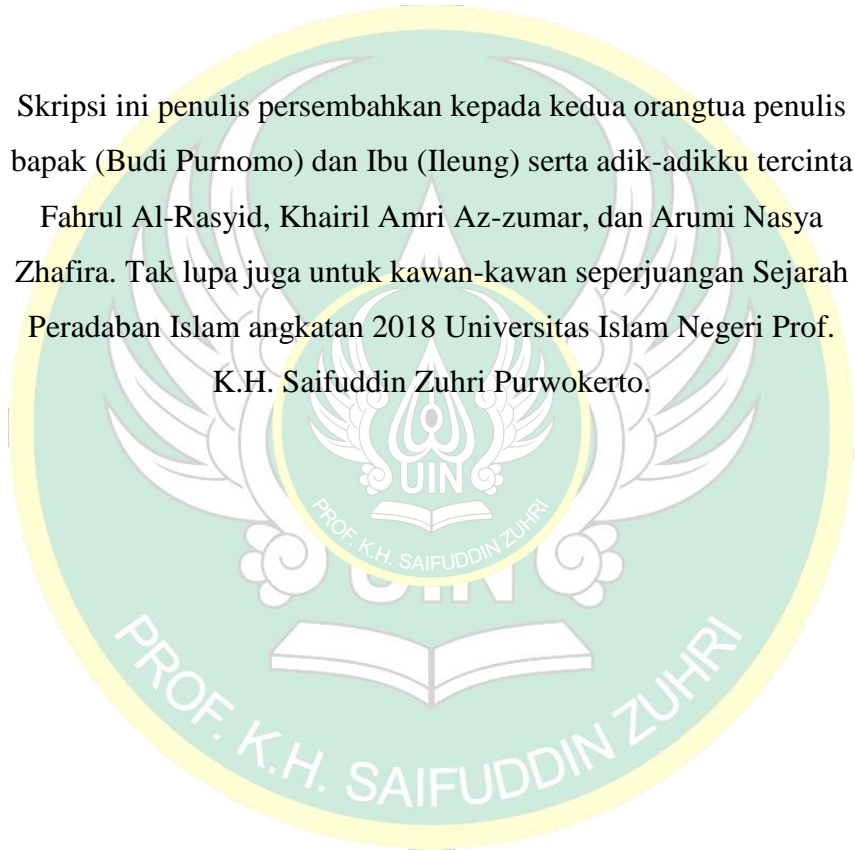 Skripsi ini penulis persembahkan kepada kedua orangtua penulis
bapak (Budi Purnomo) dan Ibu (Ileung) serta adik-adikku tercinta
Fahrul Al-Rasyid, Khairil Amri Az-zumar, dan Arumi Nasya
Zhafira. Tak lupa juga untuk kawan-kawan seperjuangan Sejarah
Peradaban Islam angkatan 2018 Universitas Islam Negeri Prof.
K.H. Saifuddin Zuhri Purwokerto.
UIN
PROF. K.H. SAIFUDDIN ZUHRI
UIN
PROF. K.H. SAIFUDDIN ZUHRI